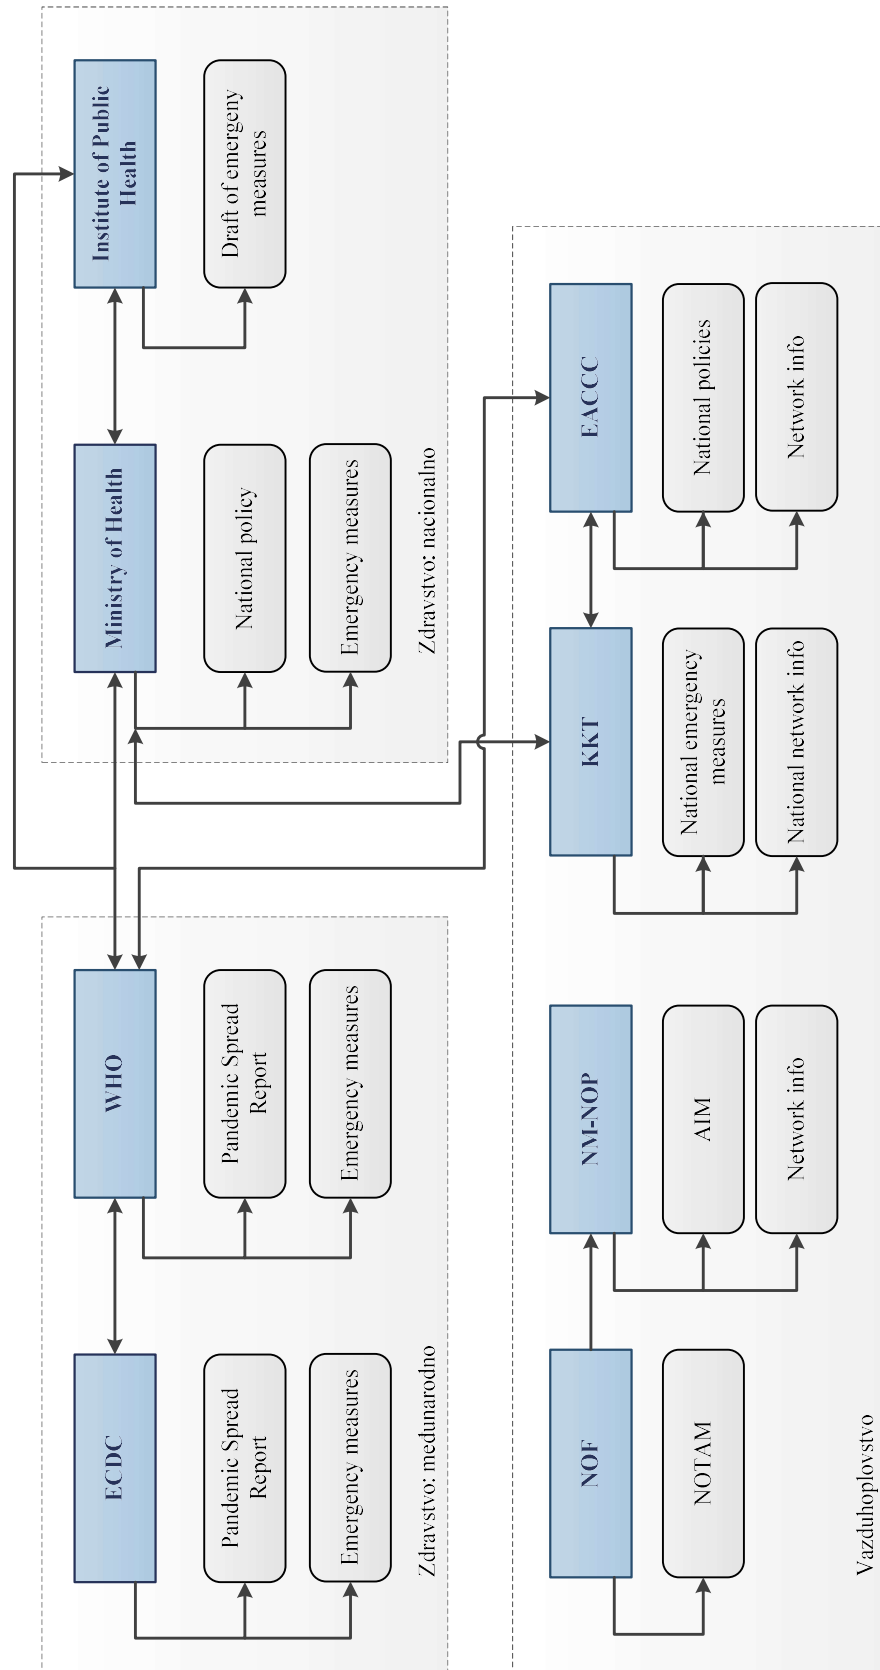 ECDC
Pandemic Spread
Report
Emergency measures
WHO
Pandemic Spread
Report
Emergency measures
Zdravstvo: medunarodno
Ministry of Health
National policy
Emergency measures
Institute of Public
Health
Draft of emergeny
measures
Zdravstvo: nacionalno
NOF
NOTAM
NM-NOP
AIM
Network info
KKT
National emergency
measures
National network info
EACCC
National policies
Network info
Vazduhoplovstvo